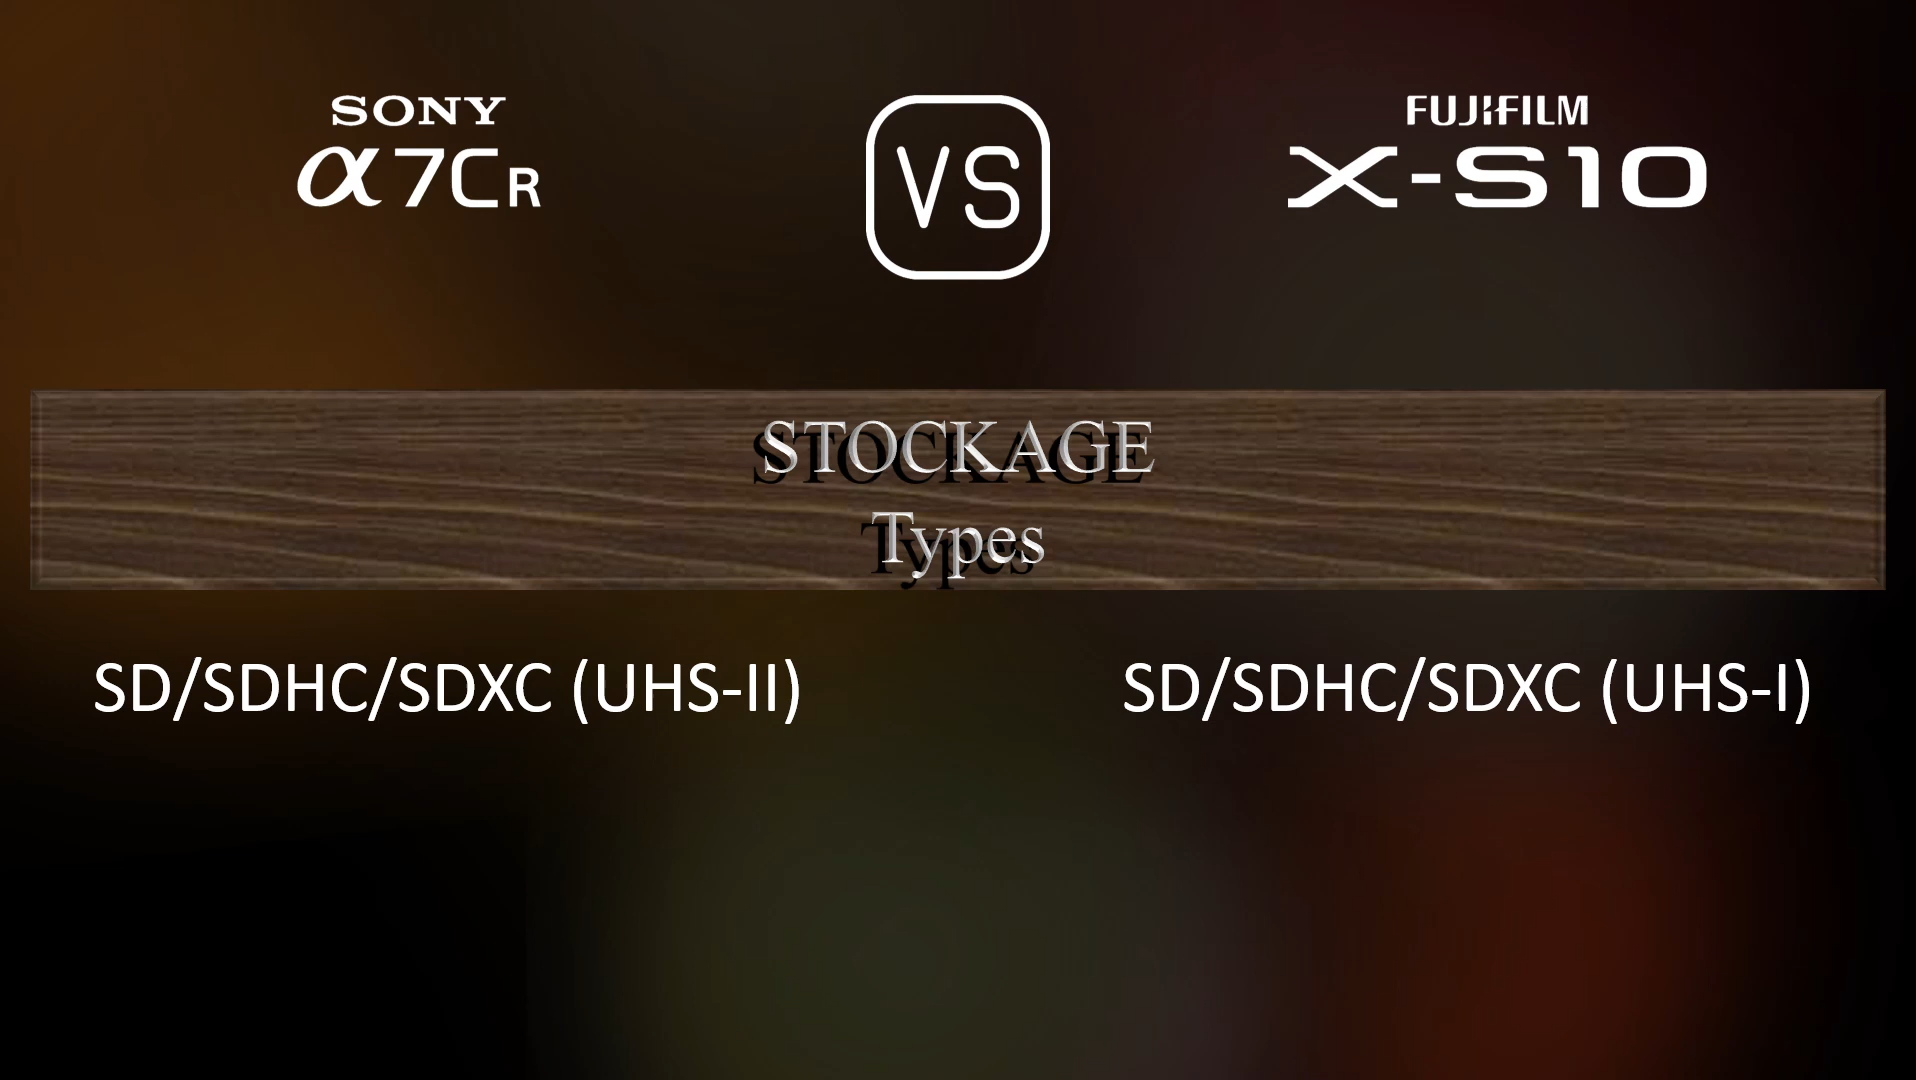 SONY
α7CR
VS
FUJIFILM
X-S10
STOCKAGE
Types
SD/SDHC/SDXC (UHS-II)
SD/SDHC/SDXC (UHS-I)